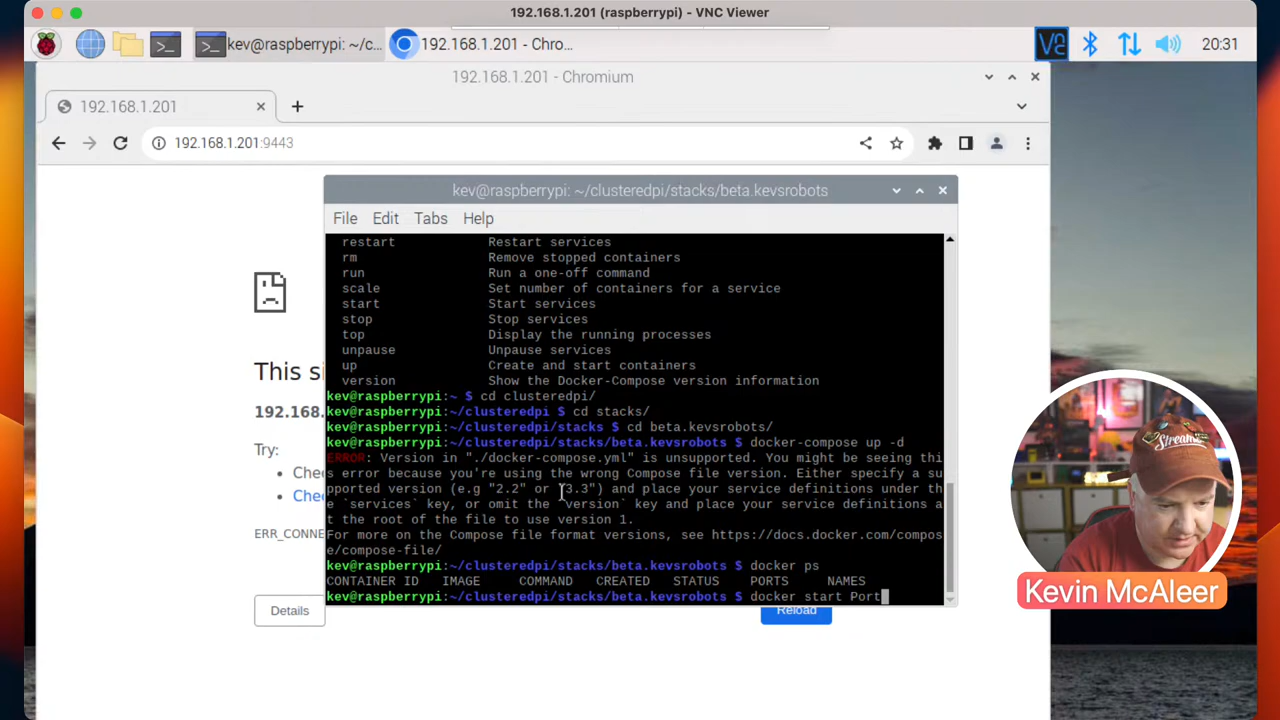 192.168.1.201 (raspberrypi) - VNC Viewer
kev@raspberrypi: ~/c...
192.168.1.201 - Chro...
20:31
192.168.1.201 - Chromium
192.168.1.201
192.168.1.201:9443
kev@raspberrypi: ~/clusteredpi/stacks/beta.kevsrobots
File Edit Tabs Help
restart Restart services
rm Remove stopped containers
run Run a one-off command
scale Set number of containers for a service
start Start services
stop Stop services
top Display the running processes
unpause Unpause services
up Create and start containers
version Show the Docker-Compose version information
kev@raspberrypi:~ $ cd clusteredpi/
kev@raspberrypi:~/clusteredpi $ cd stacks/
kev@raspberrypi:~/clusteredpi/stacks $ cd beta.kevsrobots/
kev@raspberrypi:~/clusteredpi/stacks/beta.kevsrobots $ docker-compose up -d
ERROR: Version in "./docker-compose.yml" is unsupported. You might be seeing thi
s error because you're using the wrong Compose file version. Either specify a su
pported version (e.g "2.2" or "3.3") and place your service definitions under th
e `services` key, or omit the `version` key and place your service definitions a
t the root of the file to use version 1.
For more on the Compose file format versions, see https://docs.docker.com/compos
e/compose-file/
kev@raspberrypi:~/clusteredpi/stacks/beta.kevsrobots $ docker ps
CONTAINER ID IMAGE COMMAND CREATED STATUS PORTS NAMES
kev@raspberrypi:~/clusteredpi/stacks/beta.kevsrobots $ docker start Port
This si
192.168.
Try:
Chec
Chec
ERR_CONNE
Details
Reload
Kevin McAleer